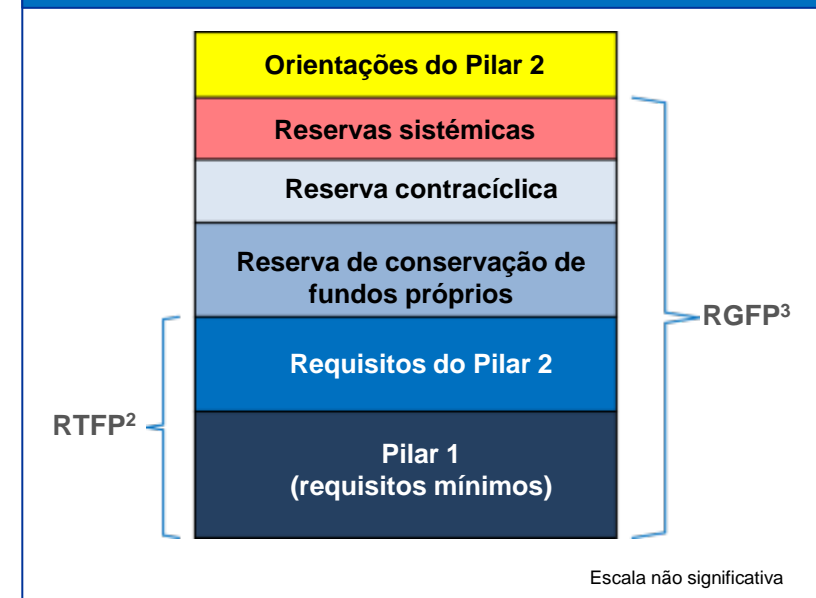 Orientações do Pilar 2
Reservas sistémicas
Reserva contracíclica
Reserva de conservação de
fundos próprios
RGFP³
Requisitos do Pilar 2
RTFP²
Pilar 1
(requisitos mínimos)
Escala não significativa